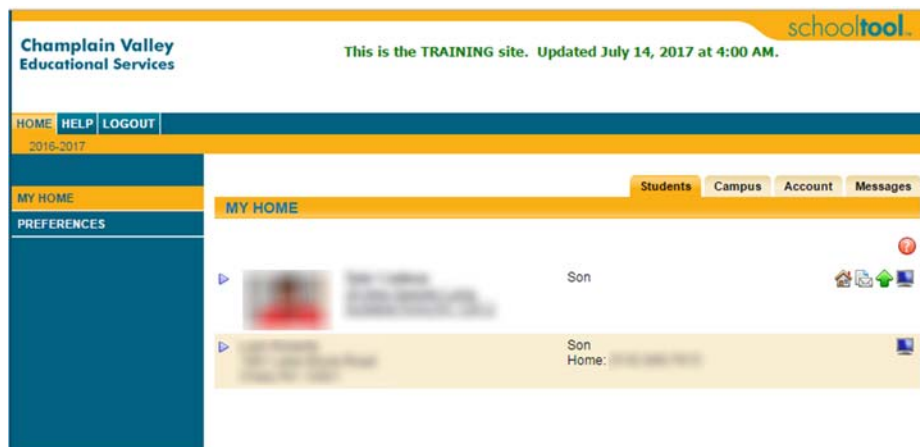 schooltool
Champlain Valley
Educational Services
This is the TRAINING site. Updated July 14, 2017 at 4:00 AM.
HOME HELP LOGOUT
2016-2017
Students Campus Account Messages
MY HOME
MY HOME
PREFERENCES
?
Son
Son
Home: